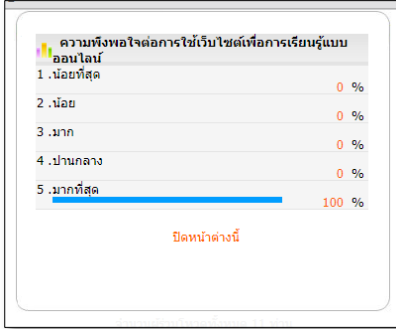 ความพึงพอใจต่อการใช้เว็บไซต์เพื่อการเรียนรู้แบบ
ออนไลน์
1 .น้อยที่สุด
0 %
2 .น้อย
0 %
3 .มาก
0 %
4 .ปานกลาง
0 %
5 .มากที่สุด
100 %
ปิดหน้าต่างนี้